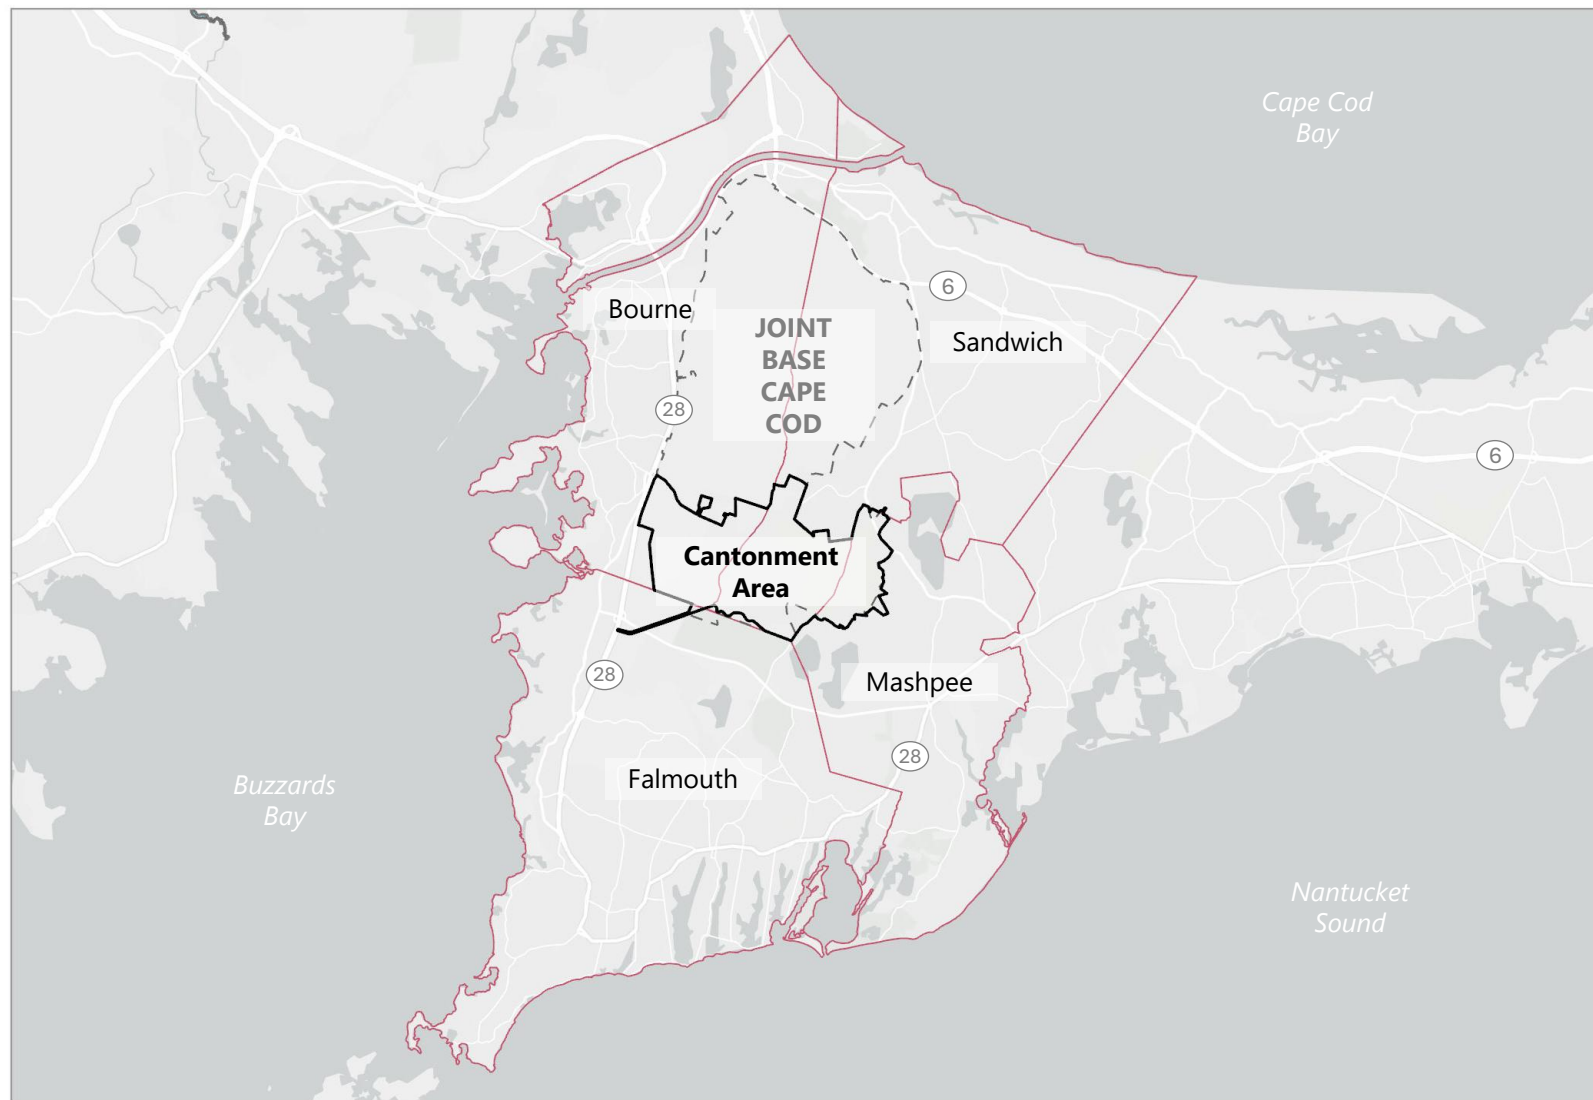 Cape Cod
Bay
6
Bourne
JOINT
BASE
CAPE
COD
Sandwich
28
6
Cantonment
Area
28
Mashpee
28
Falmouth
Buzzards
Bay
Nantucket
Sound